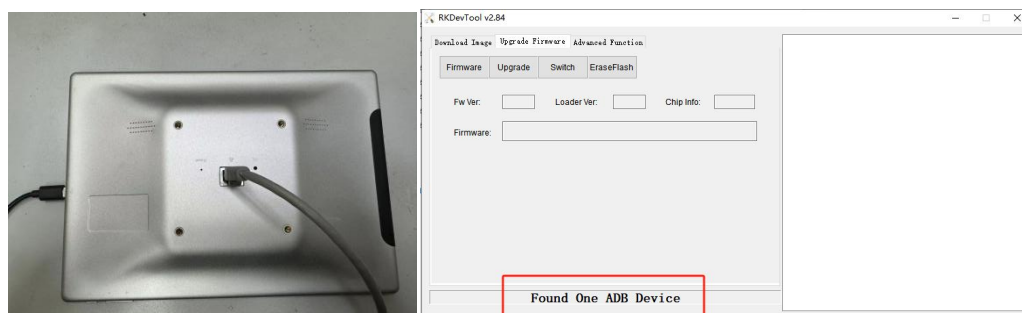 RKDevTool v2.84
Download Image Upgrade Firmware Advanced Function
Firmware Upgrade Switch EraseFlash
Fw Ver: Loader Ver: Chip Info:
Firmware:
Found One ADB Device